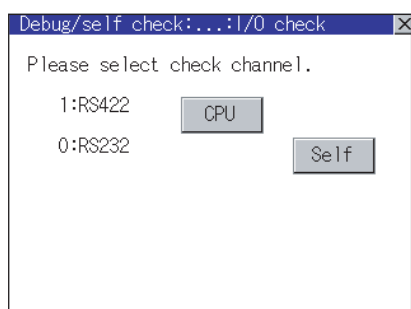 Debug/self check:...:I/O check
Please select check channel.
1:RS422 CPU
0:RS232 Self